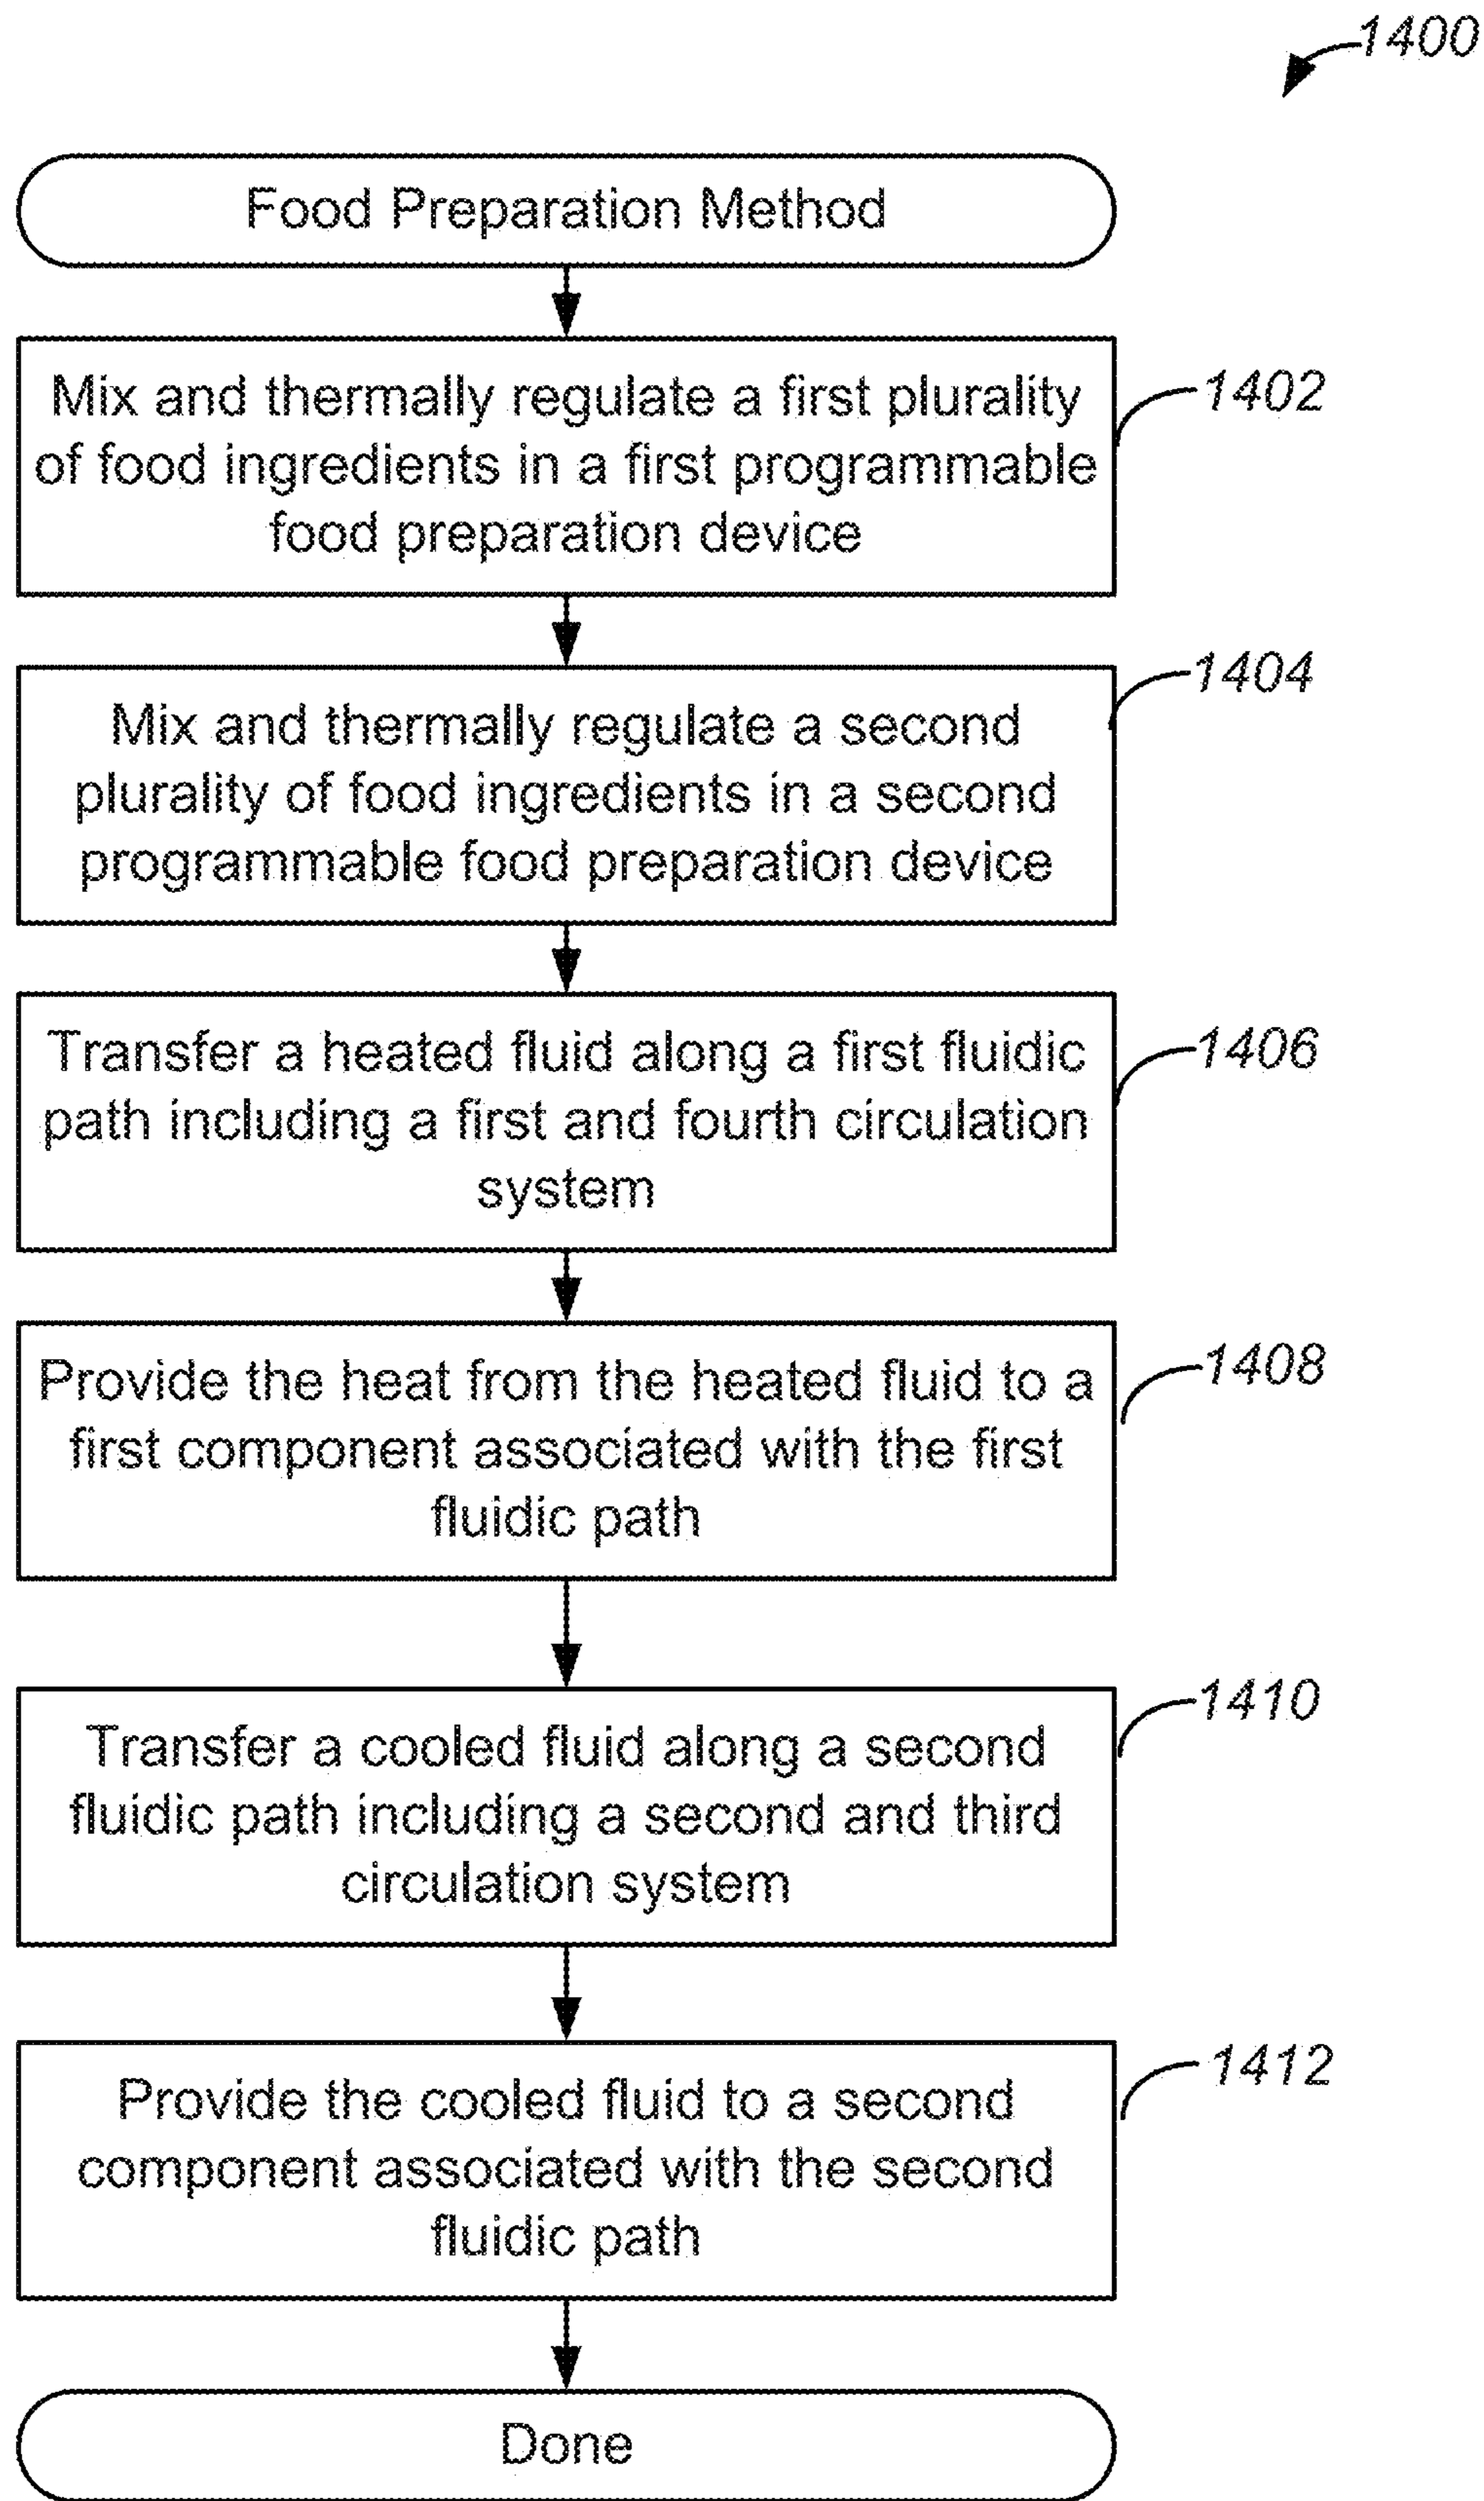 1400
Food Preparation Method
Mix and thermally regulate a first plurality
of food ingredients in a first programmable
food preparation device
1402
Mix and thermally regulate a second
plurality of food ingredients in a second
programmable food preparation device
1404
Transfer a heated fluid along a first fluidic
path including a first and fourth circulation
system
1406
Provide the heat from the heated fluid to a
first component associated with the first
fluidic path
1408
Transfer a cooled fluid along a second
fluidic path including a second and third
circulation system
1410
Provide the cooled fluid to a second
component associated with the second
fluidic path
1412
Done